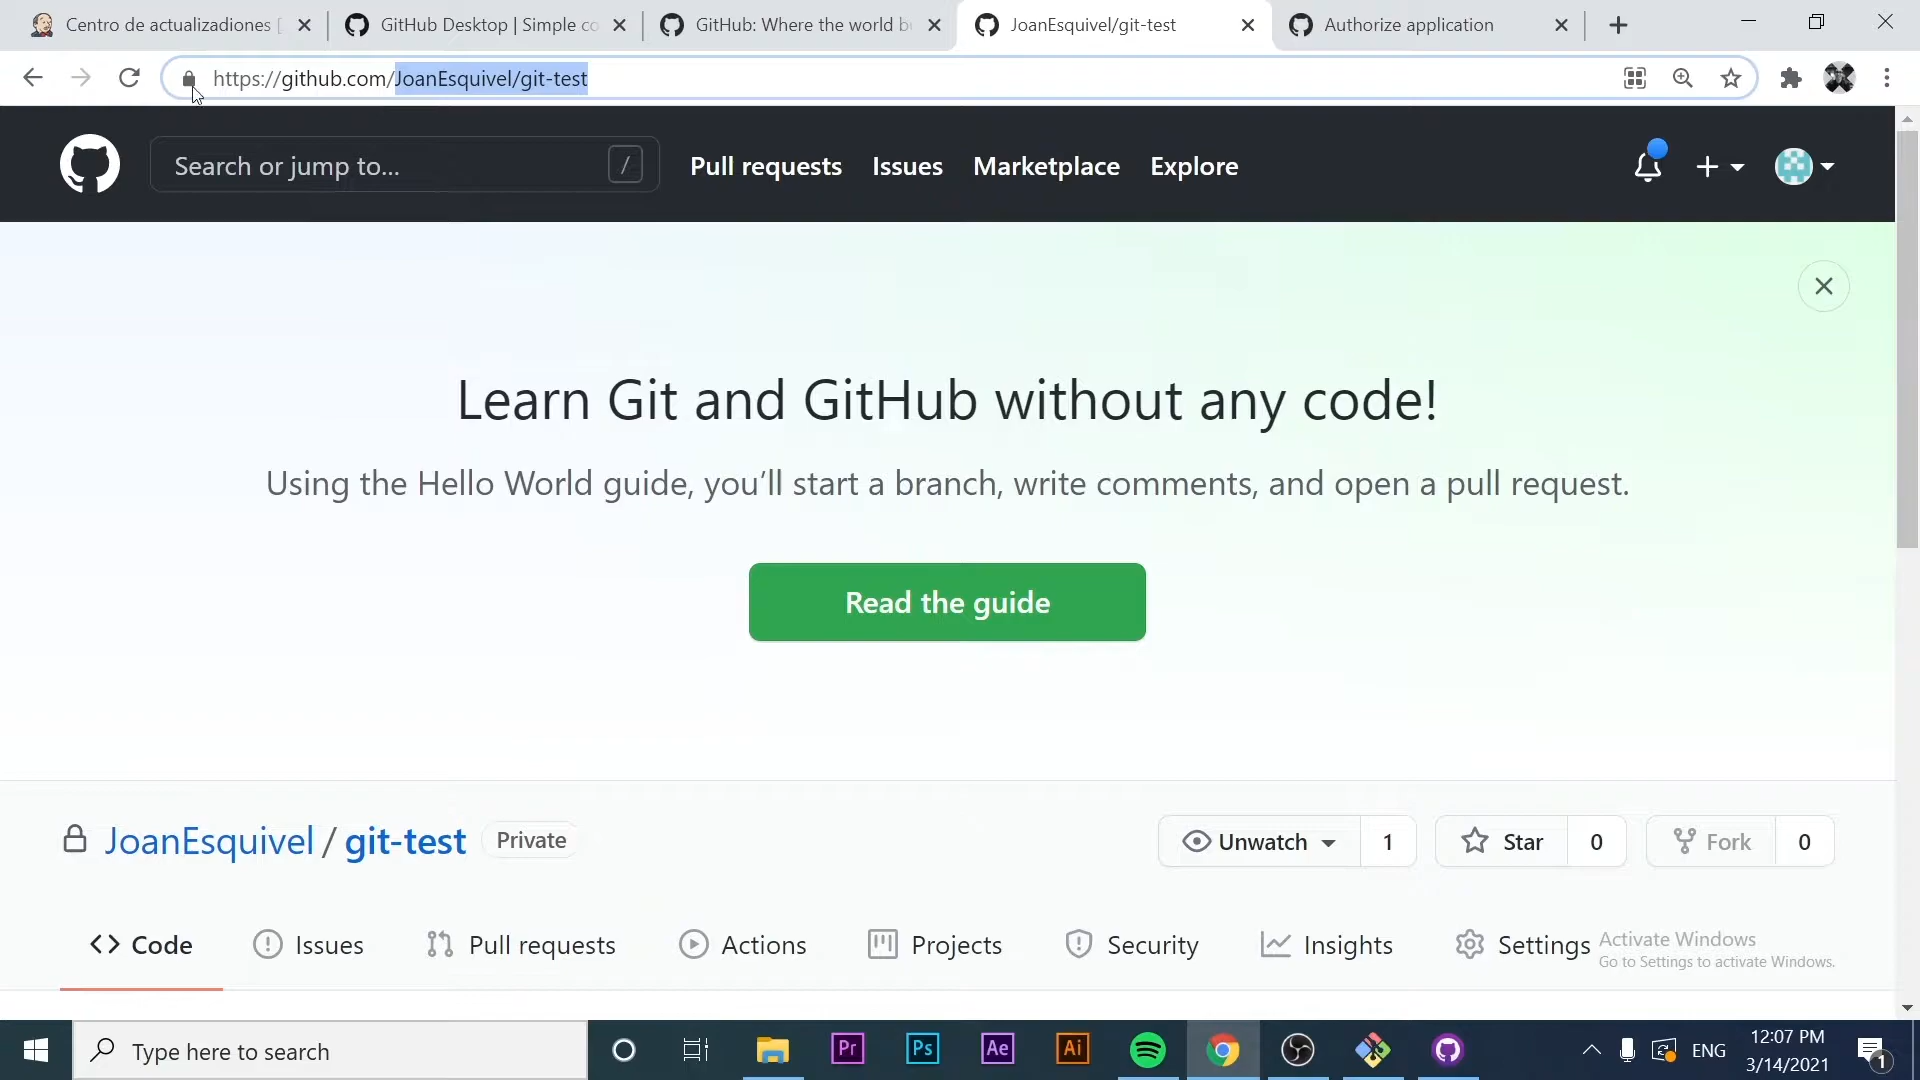 Centro de actualizadiones [
GitHub Desktop | Simple co
GitHub: Where the world b
JoanEsquivel/git-test
Authorize application
https://github.com/JoanEsquivel/git-test
Search or jump to...
/
Pull requests
Issues
Marketplace
Explore
Learn Git and GitHub without any code!
Using the Hello World guide, you’ll start a branch, write comments, and open a pull request.
Read the guide
JoanEsquivel / git-test
Private
Unwatch
1
Star
0
Fork
0
Code
Issues
Pull requests
Actions
Projects
Security
Insights
Settings
Activate Windows
Go to Settings to activate Windows.
Type here to search
Pr
Ps
Ae
Ai
ENG
12:07 PM
3/14/2021
1